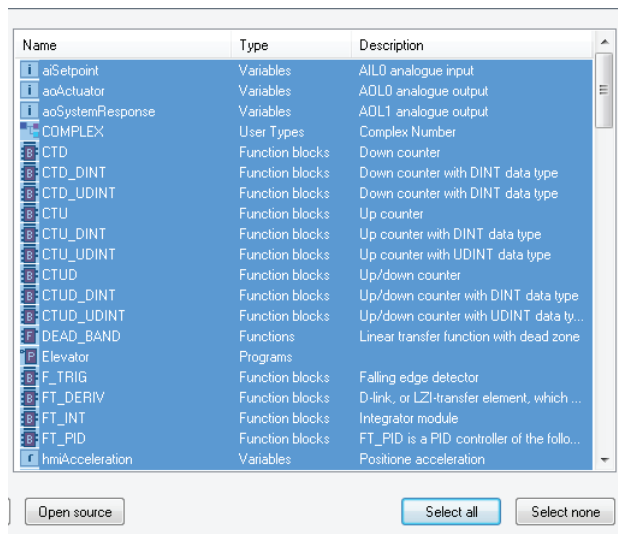 Name Type Description
i aiSetpoint Variables AIL0 analogue input
i aoActuator Variables AOL0 analogue output
i aoSystemResponse Variables AOL1 analogue output
COMPLEX User Types Complex Number
B CTD Function blocks Down counter
B CTD_DINT Function blocks Down counter with DINT data type
B CTD_UDINT Function blocks Down counter with DINT data type
B CTU Function blocks Up counter
B CTU_DINT Function blocks Up counter with DINT data type
B CTU_UDINT Function blocks Up counter with UDINT data type
B CTUD Function blocks Up/down counter
B CTUD_DINT Function blocks Up/down counter with DINT data type
B CTUD_UDINT Function blocks Up/down counter with UDINT data ty...
F DEAD_BAND Functions Linear transfer function with dead zone
P Elevator Programs
B F_TRIG Function blocks Falling edge detector
B FT_DERIV Function blocks D-link, or LZI-transfer element, which ...
B FT_INT Function blocks Integrator module
B FT_PID Function blocks FT_PID is a PID controller of the follo...
r hmiAcceleration Variables Positione acceleration
Open source Select all Select none